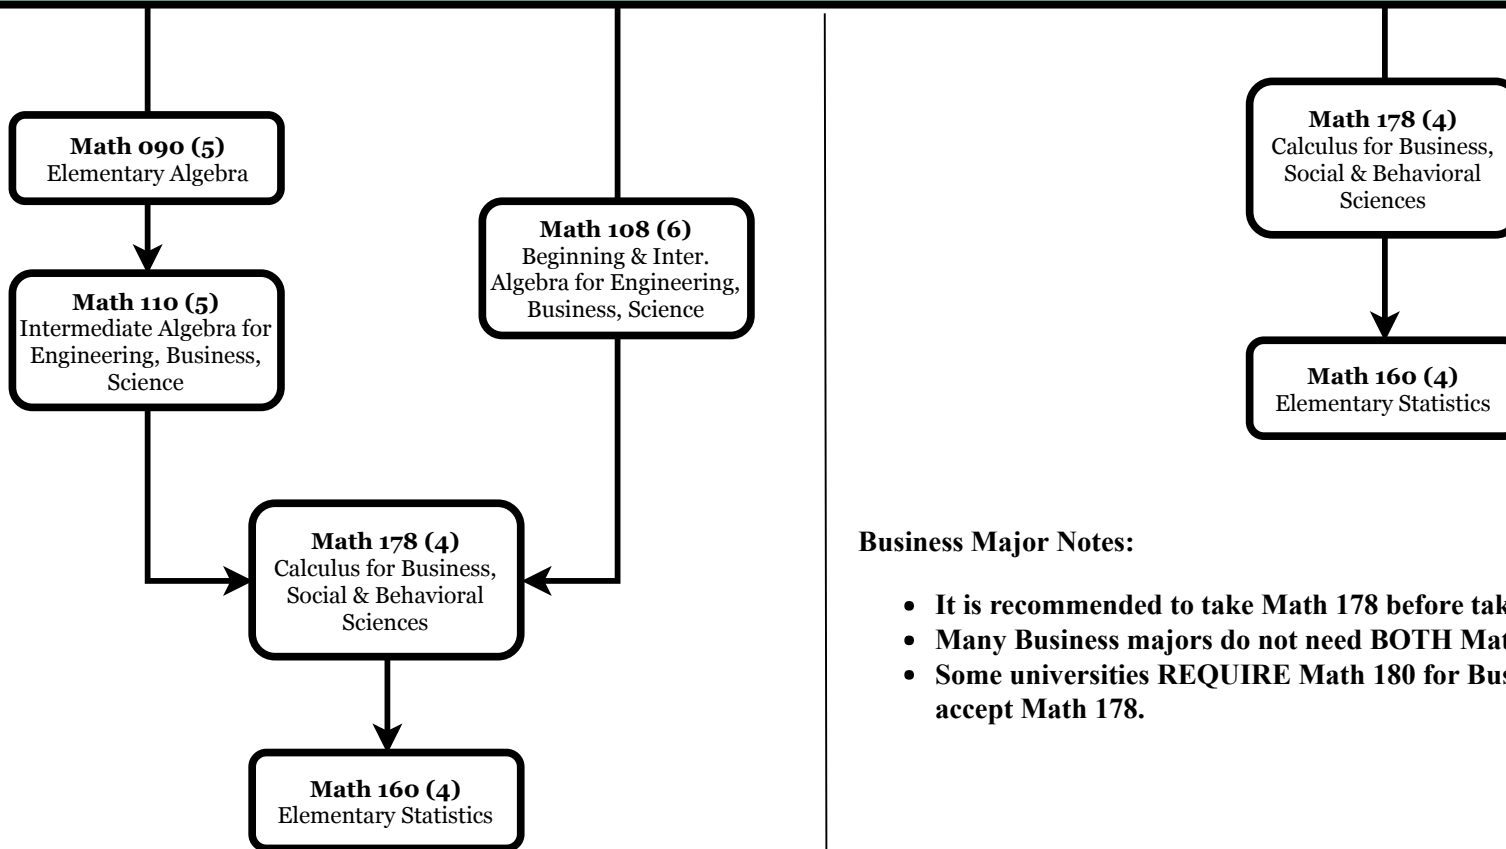 Math 090 (5)
Elementary Algebra
Math 110 (5)
Intermediate Algebra for
Engineering, Business,
Science
Math 108 (6)
Beginning & Inter.
Algebra for Engineering,
Business, Science
Math 178 (4)
Calculus for Business,
Social & Behavioral
Sciences
Math 160 (4)
Elementary Statistics
Math 178 (4)
Calculus for Business,
Social & Behavioral
Sciences
Math 160 (4)
Elementary Statistics
Business Major Notes:
• It is recommended to take Math 178 before
• Many Business majors do not need BOTH
• Some universities REQUIRE Math 180 for
accept Math 178.